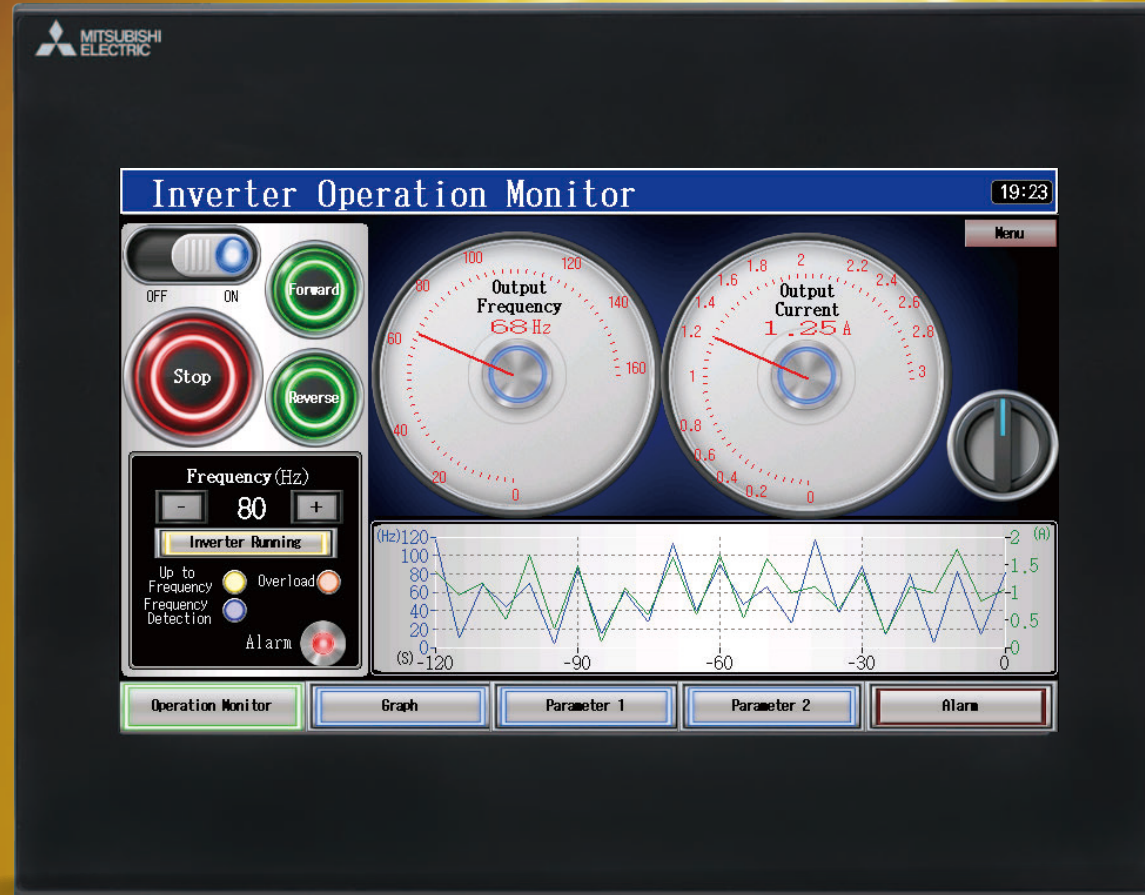 MITSUBISHI
ELECTRIC
Inverter Operation Monitor
19:23
Menu
OFF ON
Forward
Stop
Reverse
Output
Frequency
68 Hz
0 20 40 60 80 100 120 140 160
Output
Current
1.25 A
0 0.2 0.4 0.6 0.8 1 1.2 1.4 1.6 1.8 2 2.2 2.4 2.6 2.8 3
Frequency(Hz)
- 80 +
Inverter Running
Up to
Frequency
Overload
Frequency
Detection
Alarm
(Hz) 120 2 (A)
100
80 1.5
60 1
40
20 0.5
0 0
(S) -120 -90 -60 -30 0
Operation Monitor Graph Parameter 1 Parameter 2 Alarm